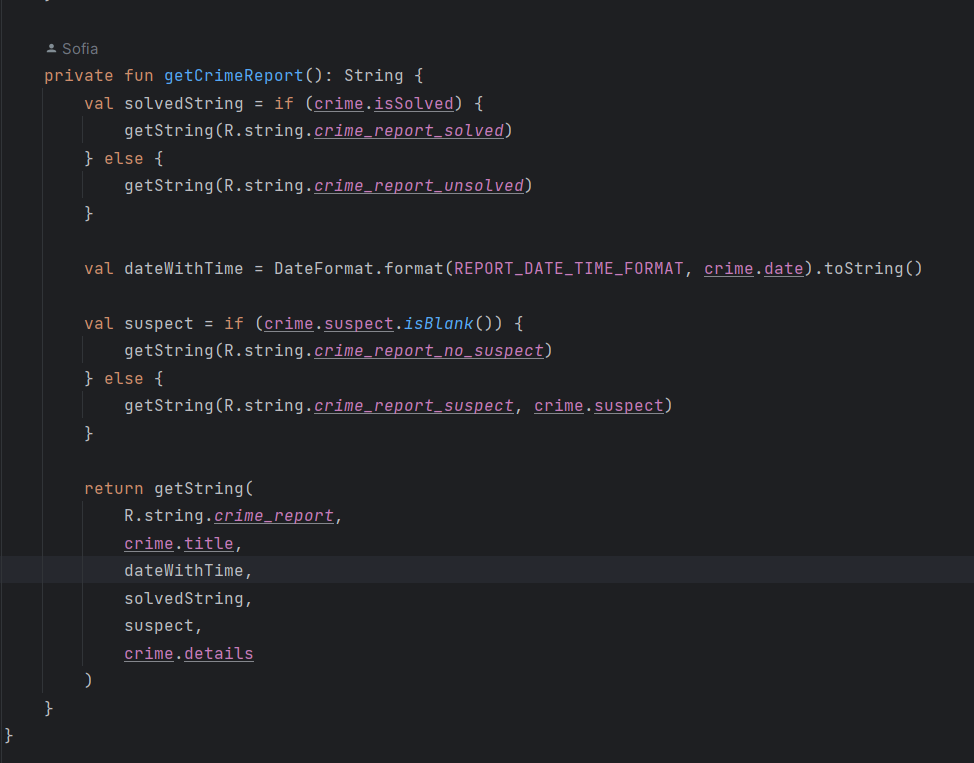 Sofia
private fun getCrimeReport(): String {
    val solvedString = if (crime.isSolved) {
        getString(R.string.crime_report_solved)
    } else {
        getString(R.string.crime_report_unsolved)
    }

    val dateWithTime = DateFormat.format(REPORT_DATE_TIME_FORMAT, crime.date).toString()

    val suspect = if (crime.suspect.isBlank()) {
        getString(R.string.crime_report_no_suspect)
    } else {
        getString(R.string.crime_report_suspect, crime.suspect)
    }

    return getString(
        R.string.crime_report,
        crime.title,
        dateWithTime,
        solvedString,
        suspect,
        crime.details
    )
}
}